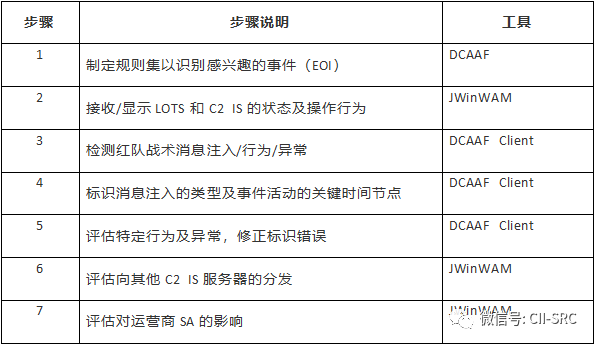 步骤 步骤说明 工具
1 制定规则集以识别感兴趣的事件（EOI） DCAAF
2 接收/显示 LOTS 和 C2 IS 的状态及操作行为 JWinWAM
3 检测红队战术消息注入/行为/异常 DCAAF Client
4 标识消息注入的类型及事件活动的关键时间节点 DCAAF Client
5 评估特定行为及异常，修正标识错误 DCAAF Client
6 评估向其他 C2 IS 服务器的分发 JWinWAM
7 评估对运营商 SA 的影响 JWinWAM
微信号: CII-SRC